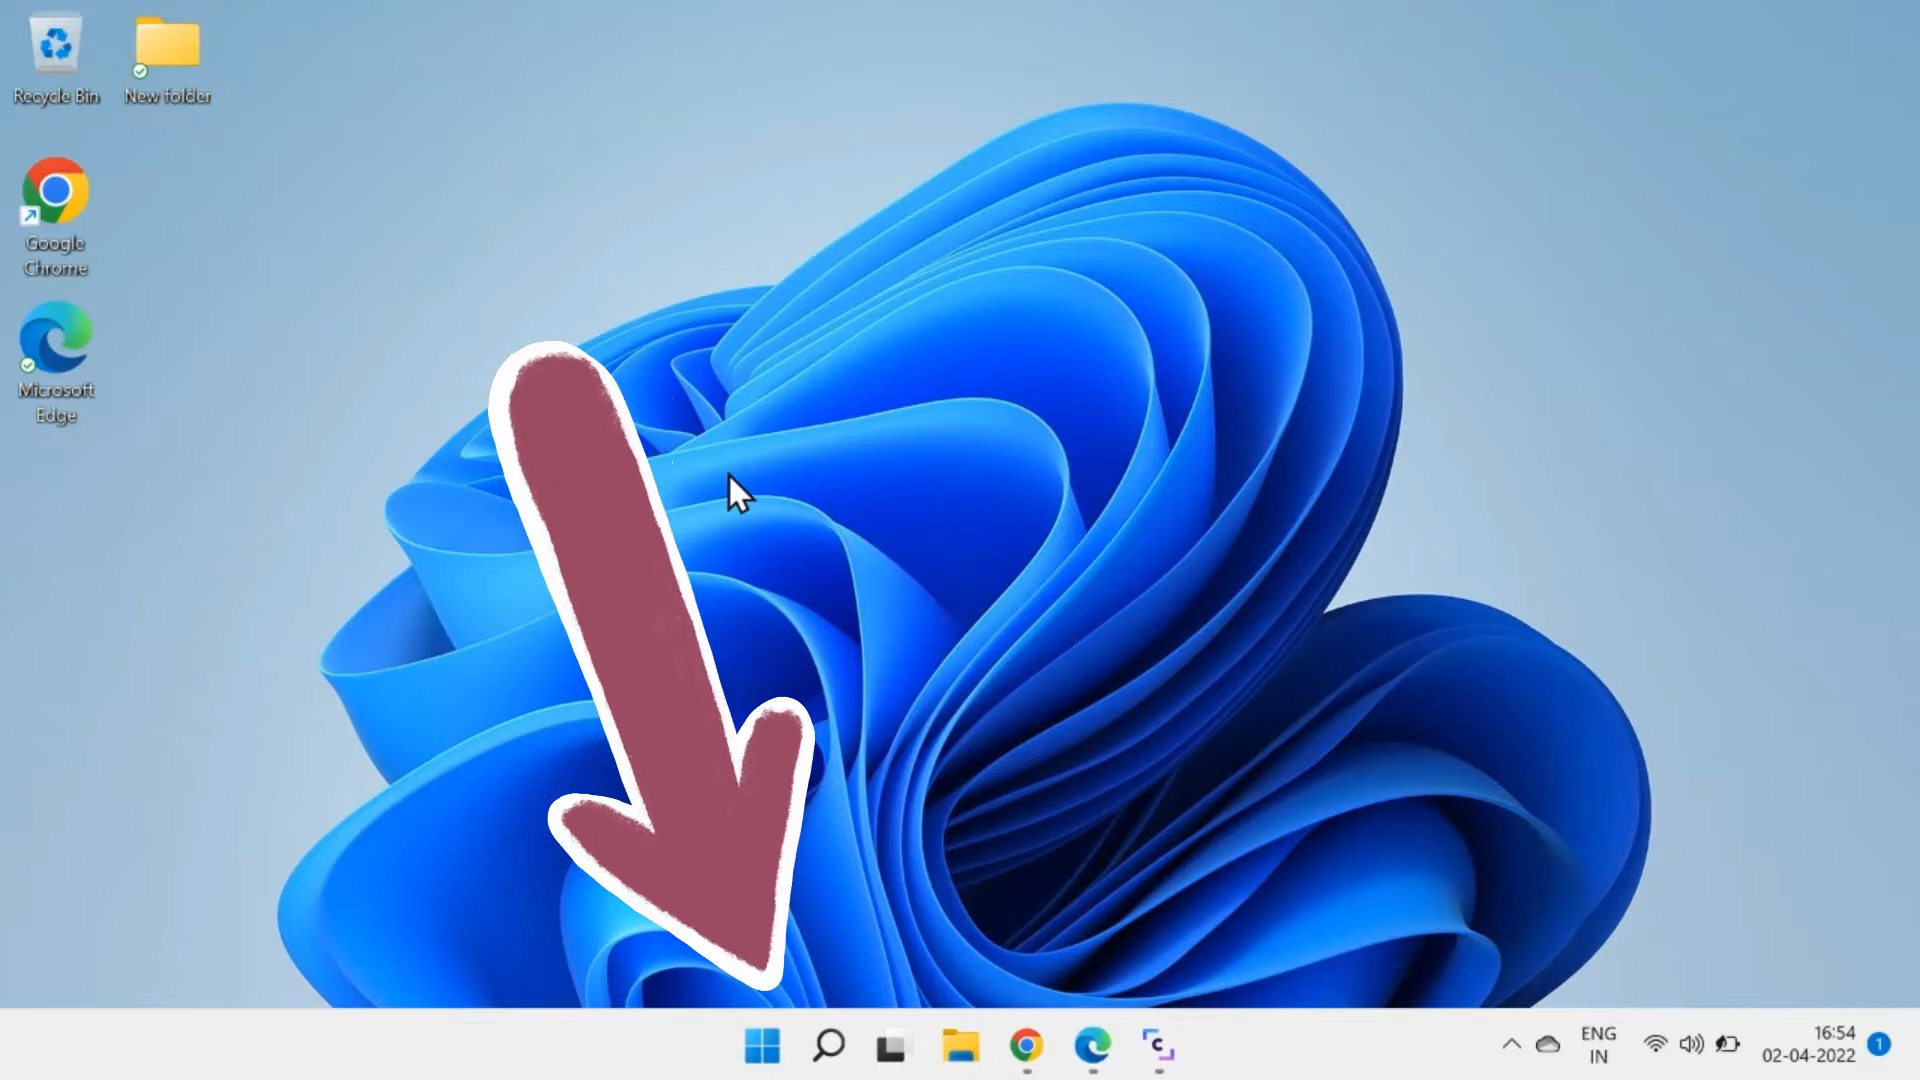 Recycle Bin
New folder
Google
Chrome
Microsoft
Edge
ENG
IN
16:54
02-04-2022
1